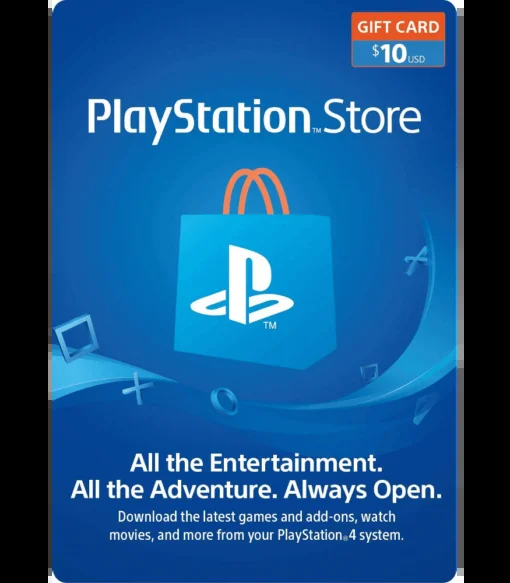 GIFT CARD
$10 USD
PlayStation™ Store
TM
All the Entertainment.
All the Adventure. Always Open.
Download the latest games and add-ons, watch
movies, and more from your PlayStation®4 system.